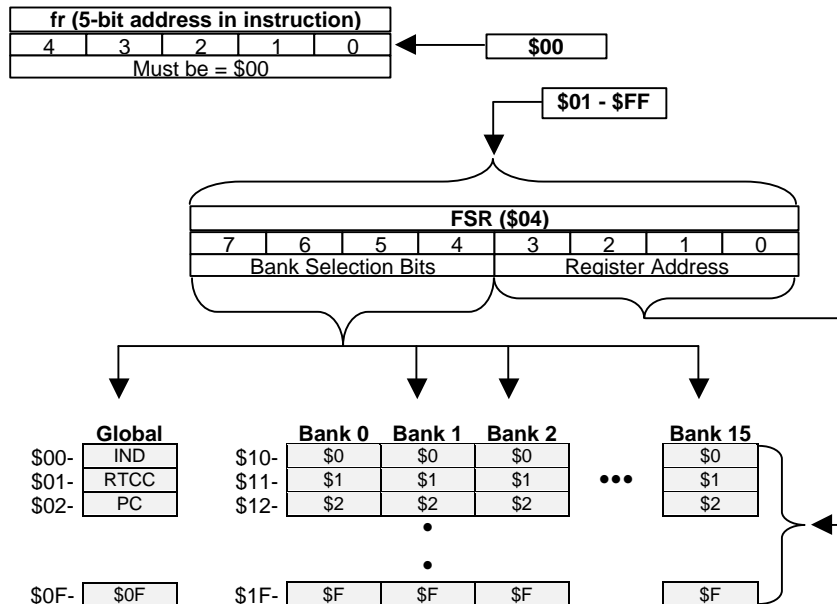 fr (5-bit address in instruction)
4 3 2 1 0
Must be = $00
$00
$01 - $FF
FSR ($04)
7 6 5 4 3 2 1 0
Bank Selection Bits Register Address
Global Bank 0 Bank 1 Bank 2 Bank 15
$00- IND $10- $0 $0 $0 $0
$01- RTCC $11- $1 $1 $1 ••• $1
$02- PC $12- $2 $2 $2 $2
•
•
$0F- $0F $1F- $F $F $F $F